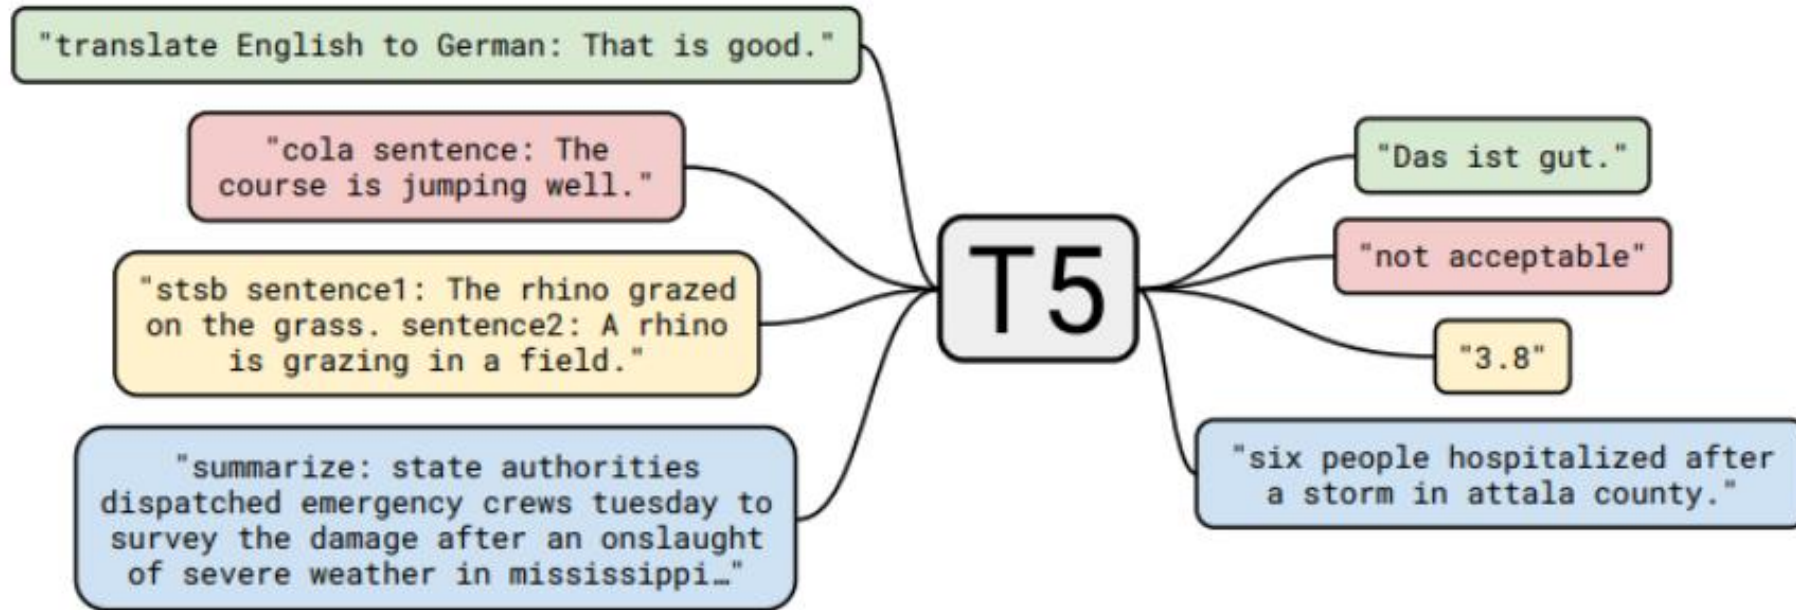 "translate English to German: That is good."
"cola sentence: The
course is jumping well."
"stsb sentence1: The rhino grazed
on the grass. sentence2: A rhino
is grazing in a field."
"summarize: state authorities
dispatched emergency crews tuesday to
survey the damage after an onslaught
of severe weather in mississippi…"
T5
"Das ist gut."
"not acceptable"
"3.8"
"six people hospitalized after
a storm in attala county."